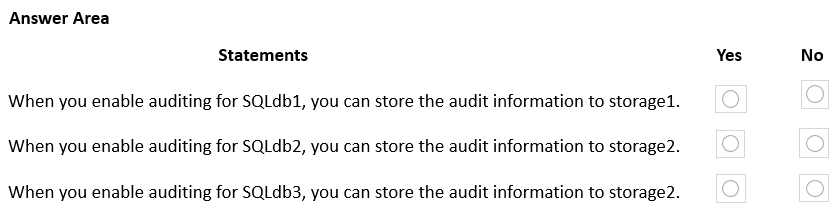 Answer Area
Statements Yes No
When you enable auditing for SQLdb1, you can store the audit information to storage1.
When you enable auditing for SQLdb2, you can store the audit information to storage2.
When you enable auditing for SQLdb3, you can store the audit information to storage2.